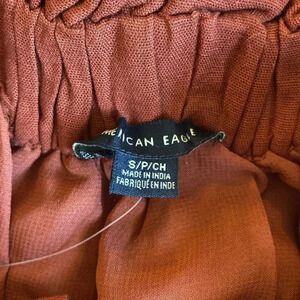 MERICAN EAGLE
S/P/CH
MADE IN INDIA
FABRIQUÉ EN INDE